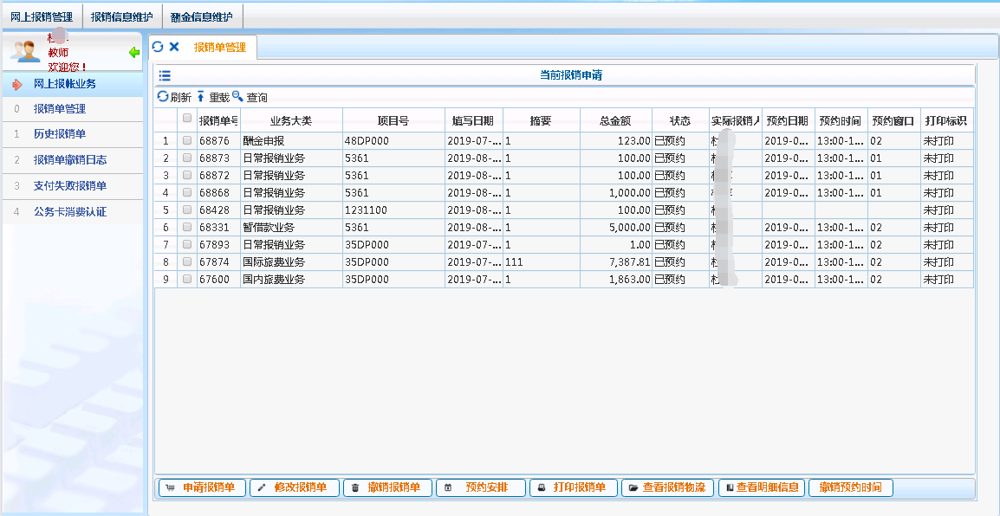 网上报销管理 报销信息维护 酬金信息维护
教师
欢迎您！
网上报帐业务
0 报销单管理
1 历史报销单
2 报销单撤销日志
3 支付失败报销单
4 公务卡消费认证
报销单管理
当前报销申请
刷新 重载 查询
报销单号 业务大类 项目号 填写日期 摘要 总金额 状态 实际报销人 预约日期 预约时间 预约窗口 打印标识
1 68876 酬金申报 48DP000 2019-07-... 1 123.00 已预约 2019-0... 13:00-1... 02 未打印
2 68873 日常报销业务 5361 2019-08-... 1 100.00 已预约 2019-0... 13:00-1... 01 未打印
3 68872 日常报销业务 5361 2019-08-... 1 100.00 已预约 2019-0... 13:00-1... 01 未打印
4 68868 日常报销业务 5361 2019-08-... 1 1,000.00 已预约 2019-0... 13:00-1... 01 未打印
5 68428 日常报销业务 1231100 2019-08-... 1 100.00 已预约 未打印
6 68331 暂借款业务 5361 2019-08-... 1 5,000.00 已预约 2019-0... 13:00-1... 02 未打印
7 67893 日常报销业务 35DP000 2019-07-... 1 1.00 已预约 2019-0... 13:00-1... 02 未打印
8 67874 国际旅费业务 35DP000 2019-07-... 111 7,387.81 已预约 2019-0... 13:00-1... 02 未打印
9 67600 国内旅费业务 35DP000 2019-07-... 1 1,863.00 已预约 2019-0... 13:00-1... 02 未打印
申请报销单 修改报销单 撤销报销单 预约安排 打印报销单 查看报销物流 查看明细信息 撤销预约时间